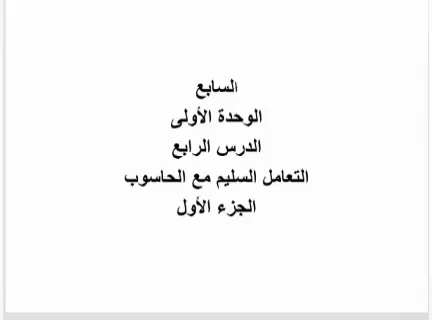 السابع
الوحدة الأولى
الدرس الرابع
التعامل السليم مع الحاسوب
الجزء الأول